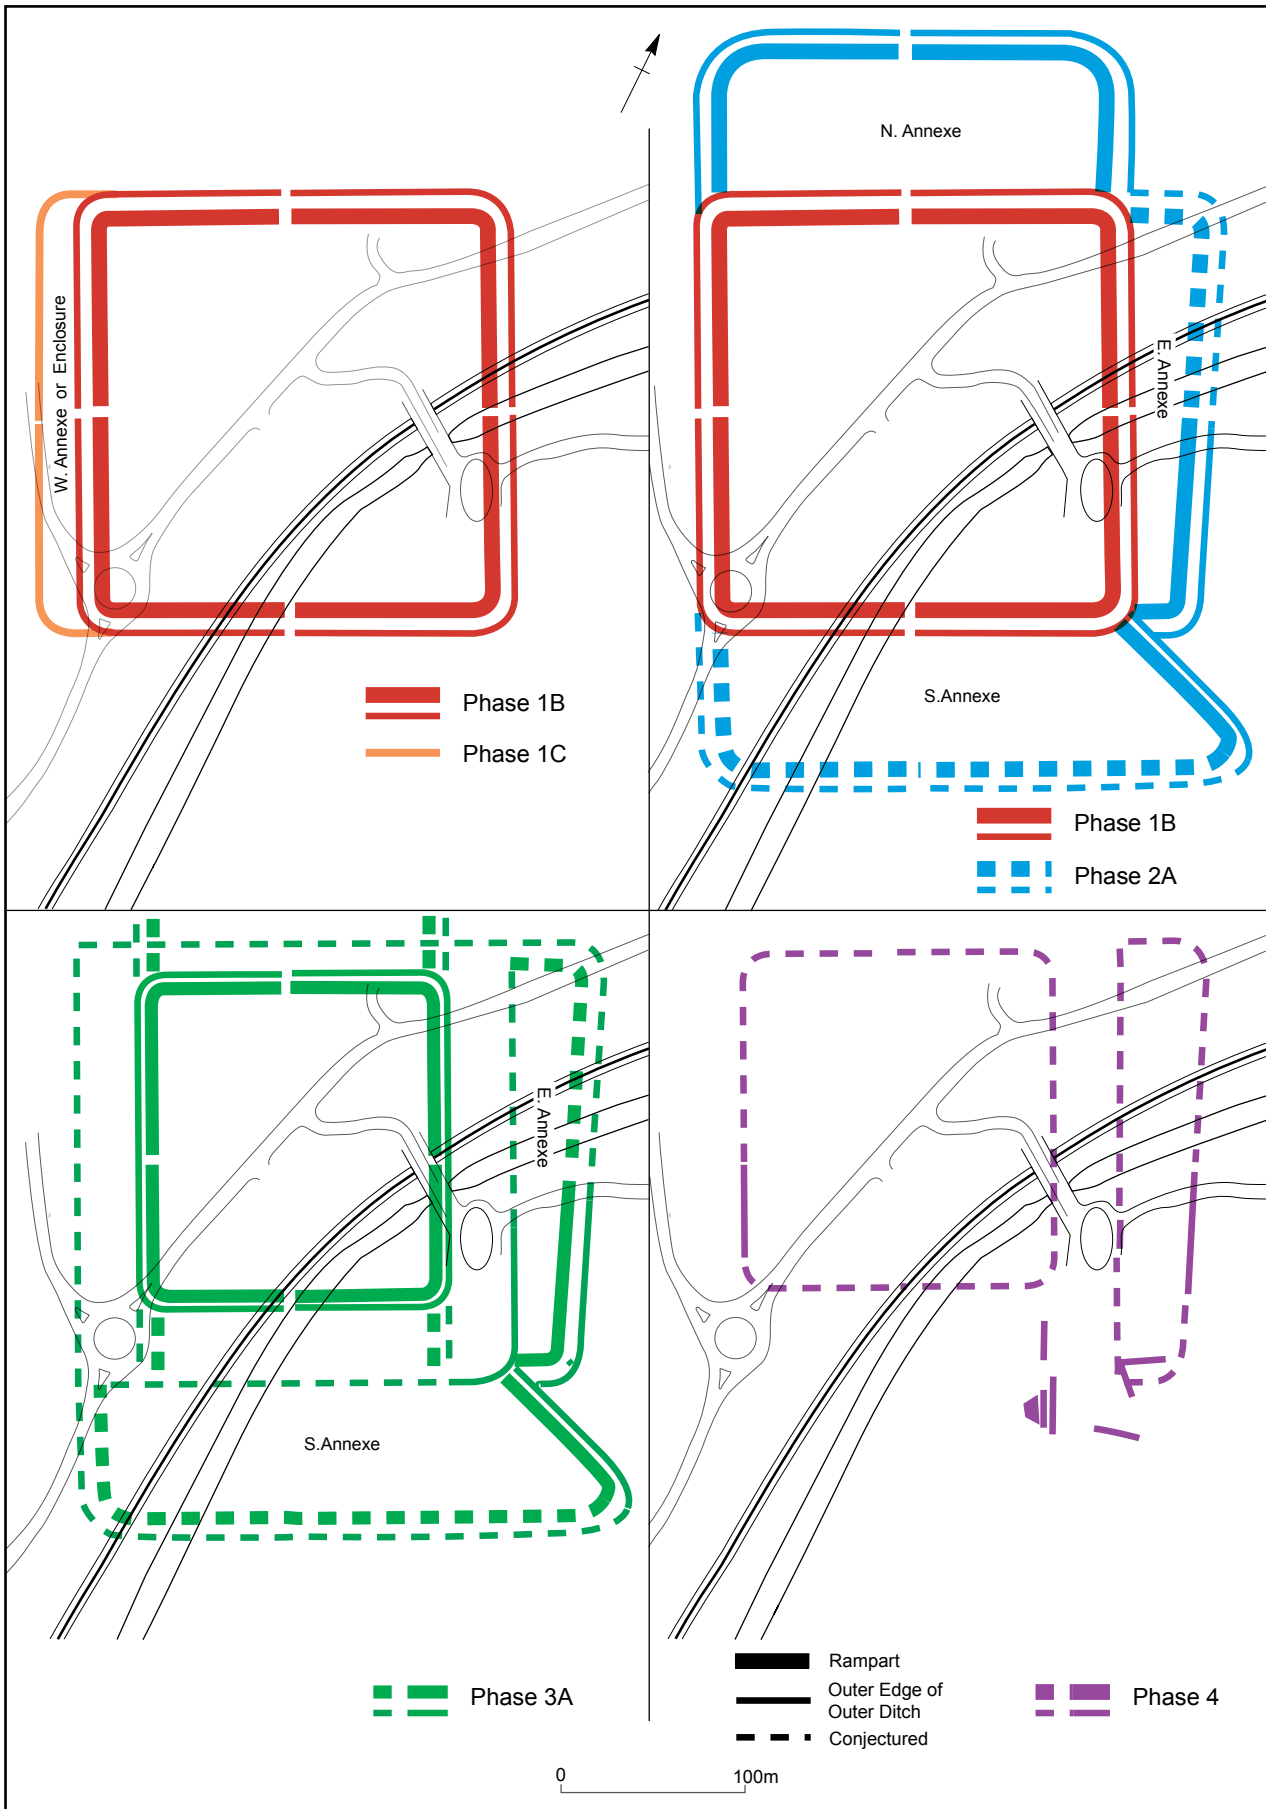 N. Annexe
W. Annexe or Enclosure
E. Annexe
S.Annexe
Phase 1B
Phase 1C
Phase 1B
Phase 2A
E. Annexe
S.Annexe
Phase 3A
Rampart
Outer Edge of
Outer Ditch
Conjectured
Phase 4
0 100m